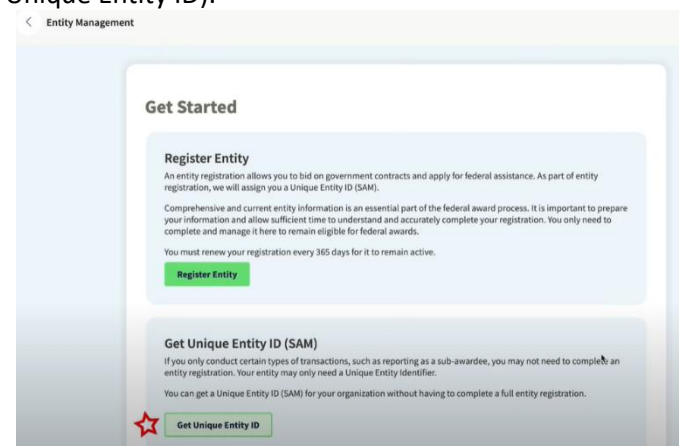 Unique Entity ID).
< Entity Management
Get Started
Register Entity
An entity registration allows you to bid on government contracts and apply for federal assistance. As part of entity
registration, we will assign you a Unique Entity ID (SAM).
Comprehensive and current entity information is an essential part of the federal award process. It is important to prepare
your information and allow sufficient time to understand and accurately complete your registration. You only need to
complete and manage it here to remain eligible for federal awards.
You must renew your registration every 365 days for it to remain active.
Register Entity
Get Unique Entity ID (SAM)
If you only conduct certain types of transactions, such as reporting as a sub-awardee, you may not need to complete an
entity registration. Your entity may only need a Unique Entity Identifier.
You can get a Unique Entity ID (SAM) for your organization without having to complete a full entity registration.
Get Unique Entity ID